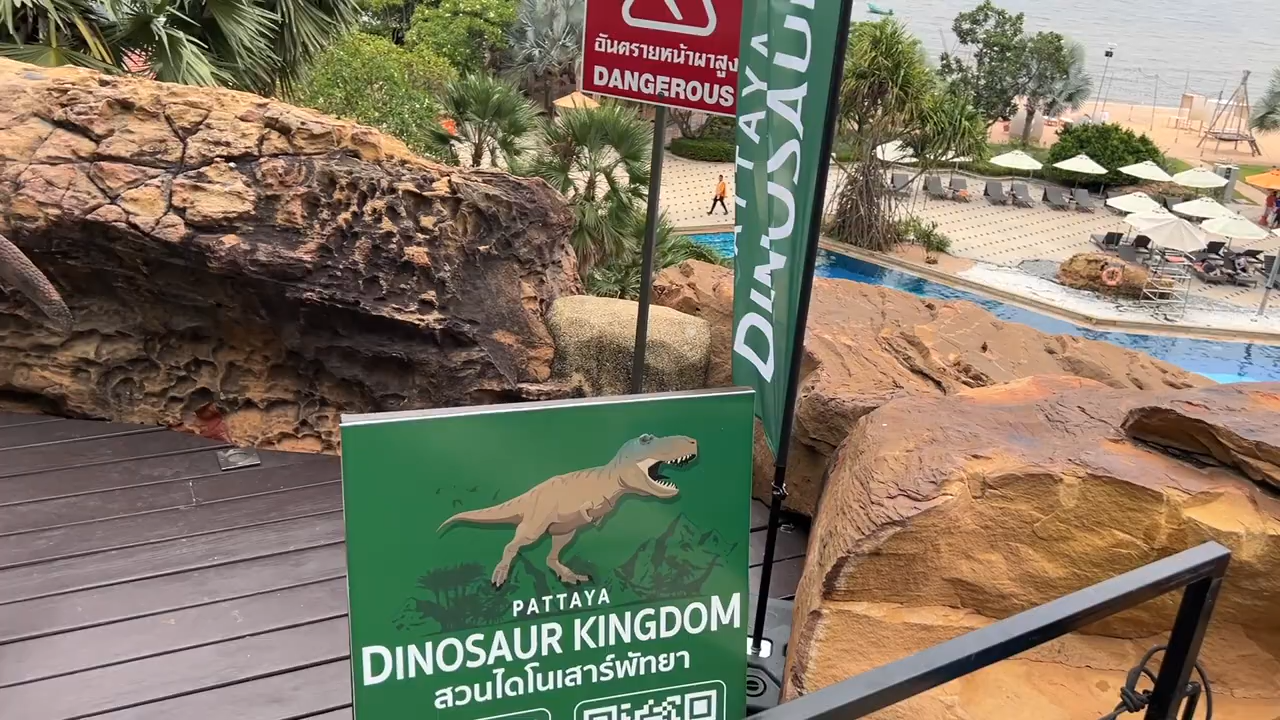 อันตรายหน้าผาสูง
DANGEROUS
PATTAYA
DINOSAUR
PATTAYA
DINOSAUR KINGDOM
สวนไดโนเสาร์พัทยา